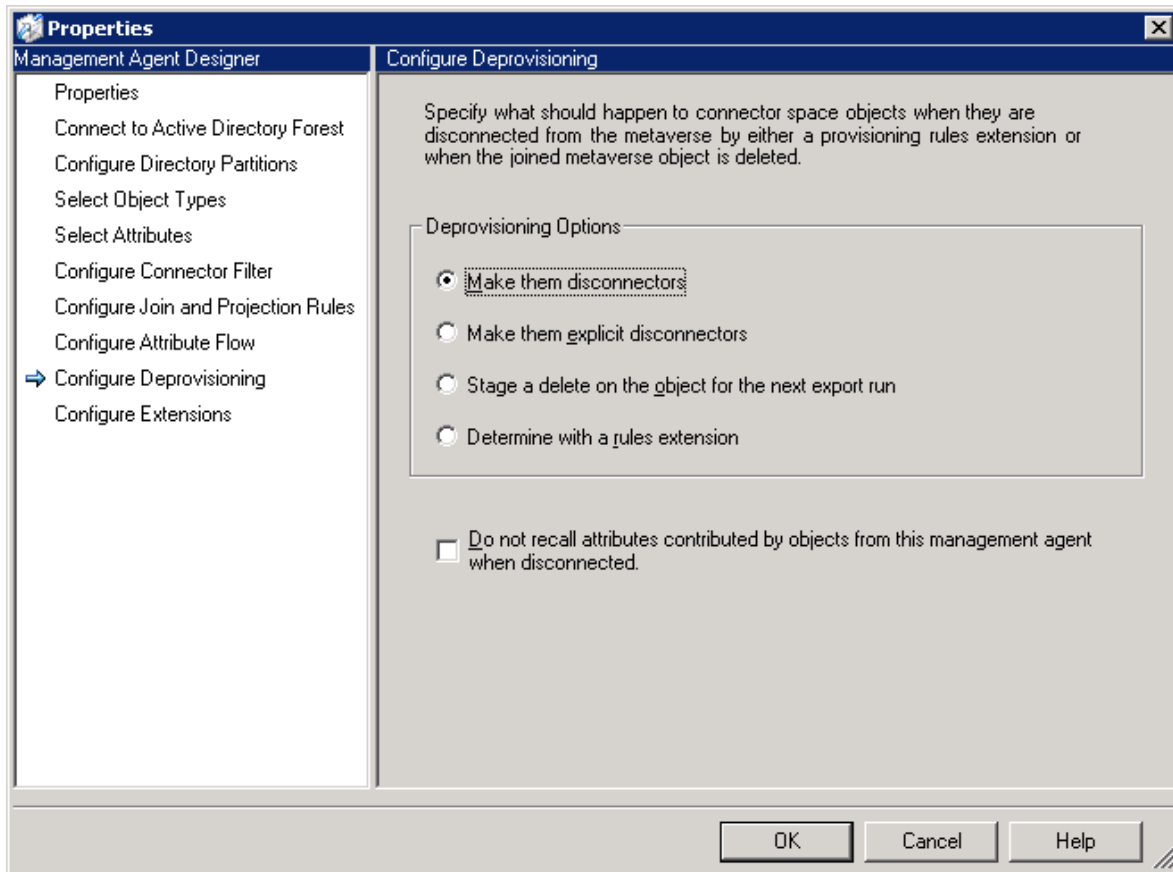 Properties
Management Agent Designer
Configure Deprovisioning
Properties
Connect to Active Directory Forest
Configure Directory Partitions
Select Object Types
Select Attributes
Configure Connector Filter
Configure Join and Projection Rules
Configure Attribute Flow
Configure Deprovisioning
Configure Extensions
Specify what should happen to connector space objects when they are
disconnected from the metaverse by either a provisioning rules extension or
when the joined metaverse object is deleted.
Deprovisioning Options
Make them disconnectors
Make them explicit disconnectors
Stage a delete on the object for the next export run
Determine with a rules extension
Do not recall attributes contributed by objects from this management agent
when disconnected.
OK
Cancel
Help